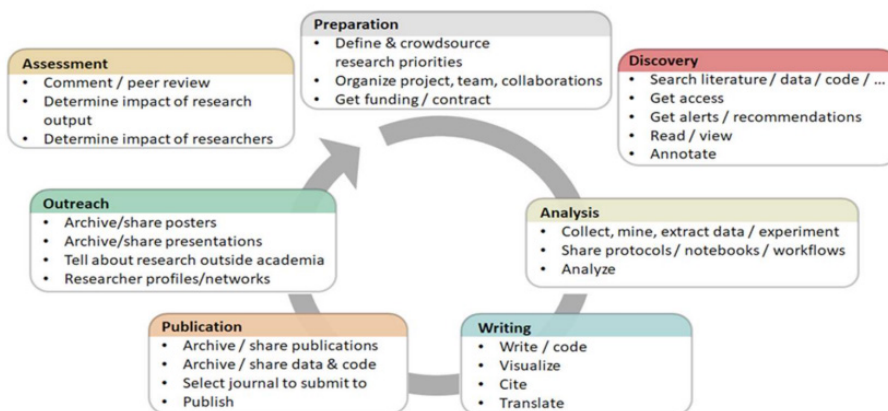 Preparation
• Define & crowdsource
research priorities
• Organize project, team, collaborations
• Get funding / contract
Discovery
• Search literature / data / code / ...
• Get access
• Get alerts / recommendations
• Read / view
• Annotate
Analysis
• Collect, mine, extract data / experiment
• Share protocols / notebooks / workflows
• Analyze
Writing
• Write / code
• Visualize
• Cite
• Translate
Publication
• Archive / share publications
• Archive / share data & code
• Select journal to submit to
• Publish
Outreach
• Archive/share posters
• Archive/share presentations
• Tell about research outside academia
• Researcher profiles/networks
Assessment
• Comment / peer review
• Determine impact of research
output
• Determine impact of researchers